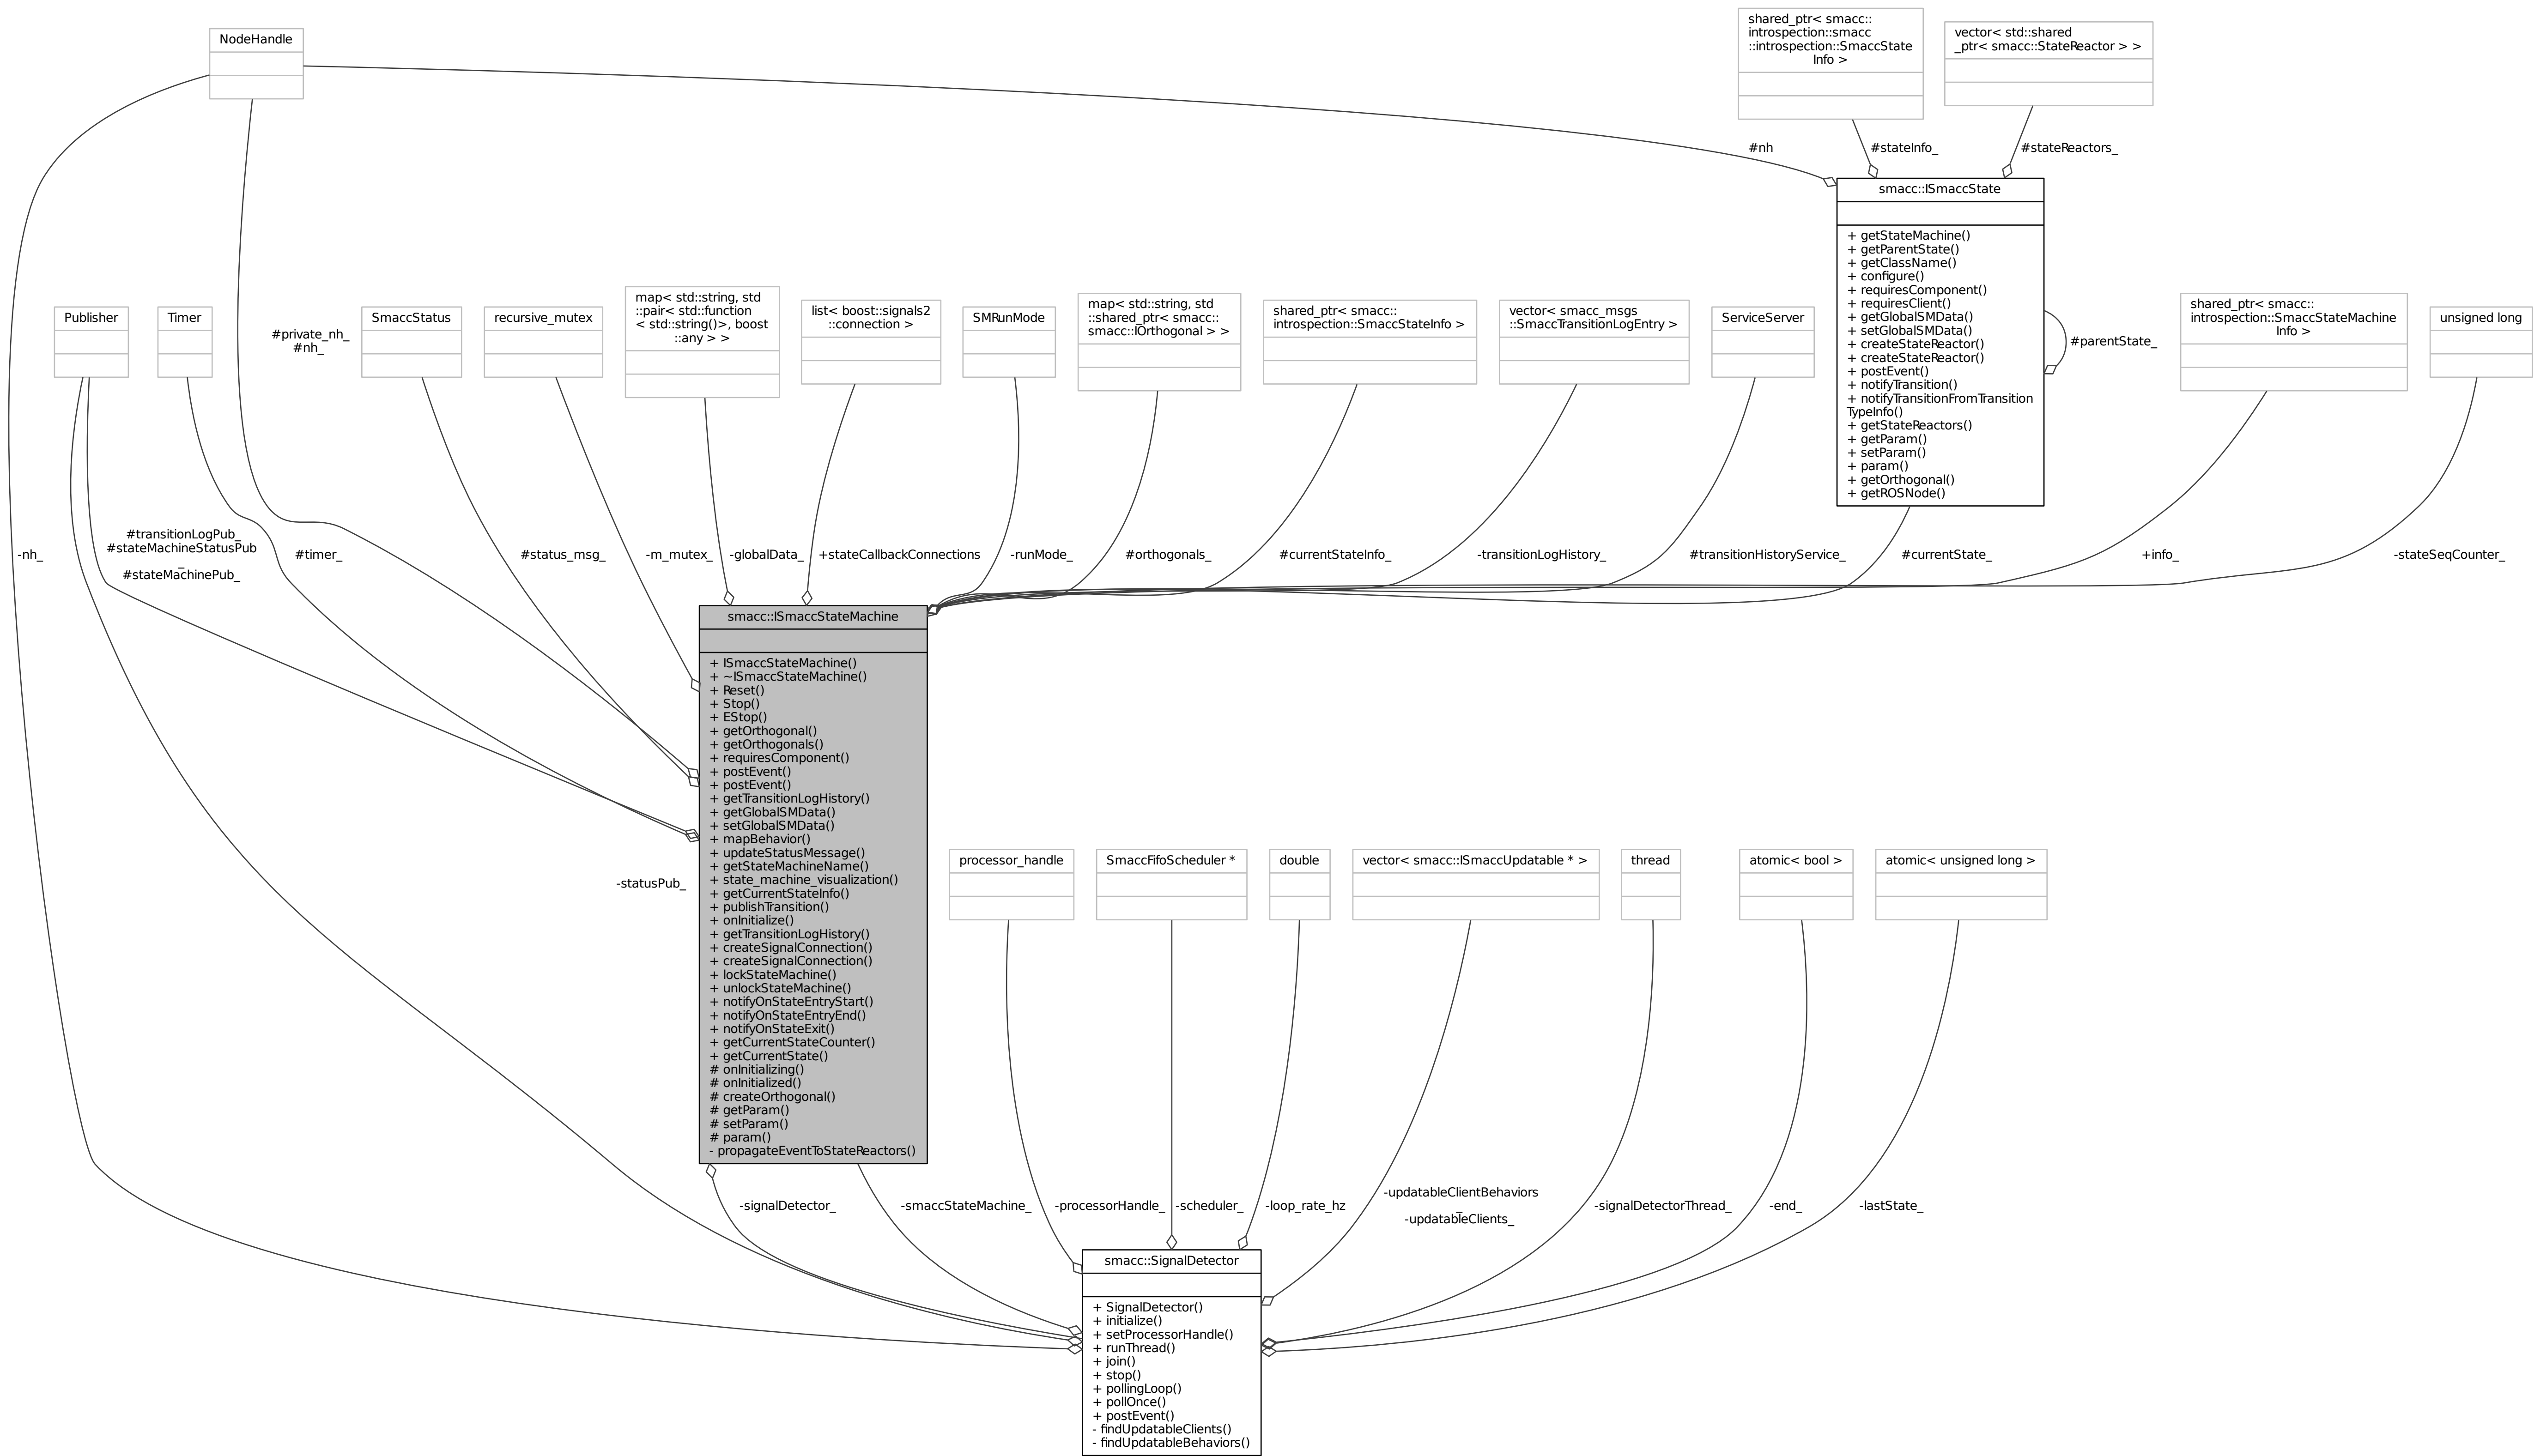 NodeHandle
shared_ptr< smacc::
introspection::smacc
::introspection::SmaccState
Info >
vector< std::shared
_ptr< smacc::StateReactor > >
#nh
#stateInfo_
#stateReactors_
smacc::ISmaccState
+ getStateMachine()
+ getParentState()
+ getClassName()
+ configure()
+ requiresComponent()
+ requiresClient()
+ getGlobalSMData()
+ setGlobalSMData()
+ createStateReactor()
+ createStateReactor()
+ postEvent()
+ notifyTransition()
+ notifyTransitionFromTransition
TypeInfo()
+ getStateReactors()
+ getParam()
+ setParam()
+ param()
+ getOrthogonal()
+ getROSNode()
#parentState_
Publisher
Timer
#private_nh_
#nh_
SmaccStatus
recursive_mutex
map< std::string, std
::pair< std::function
< std::string()>, boost
::any > >
list< boost::signals2
::connection >
SMRunMode
map< std::string, std
::shared_ptr< smacc::
smacc::IOrthogonal > >
shared_ptr< smacc::
introspection::SmaccStateInfo >
vector< smacc_msgs
::SmaccTransitionLogEntry >
ServiceServer
shared_ptr< smacc::
introspection::SmaccStateMachine
Info >
unsigned long
-nh_
#transitionLogPub_
#stateMachineStatusPub
_
#stateMachinePub_
#timer_
#status_msg_
-m_mutex_
-globalData_
+stateCallbackConnections
-runMode_
#orthogonals_
#currentStateInfo_
-transitionLogHistory_
#transitionHistoryService_
#currentState_
+info_
-stateSeqCounter_
smacc::ISmaccStateMachine
+ ISmaccStateMachine()
+ ~ISmaccStateMachine()
+ Reset()
+ Stop()
+ EStop()
+ getOrthogonal()
+ getOrthogonals()
+ requiresComponent()
+ postEvent()
+ postEvent()
+ getTransitionLogHistory()
+ getGlobalSMData()
+ setGlobalSMData()
+ mapBehavior()
+ updateStatusMessage()
+ getStateMachineName()
+ state_machine_visualization()
+ getCurrentStateInfo()
+ publishTransition()
+ onInitialize()
+ getTransitionLogHistory()
+ createSignalConnection()
+ createSignalConnection()
+ lockStateMachine()
+ unlockStateMachine()
+ notifyOnStateEntryStart()
+ notifyOnStateEntryEnd()
+ notifyOnStateExit()
+ getCurrentStateCounter()
+ getCurrentState()
# onInitializing()
# onInitialized()
# createOrthogonal()
# getParam()
# setParam()
# param()
- propagateEventToStateReactors()
-statusPub_
processor_handle
SmaccFifoScheduler *
double
vector< smacc::ISmaccUpdatable * >
thread
atomic< bool >
atomic< unsigned long >
-signalDetector_
-smaccStateMachine_
-processorHandle_
-scheduler_
-loop_rate_hz
-updatableClientBehaviors
_
-updatableClients_
-signalDetectorThread_
-end_
-lastState_
smacc::SignalDetector
+ SignalDetector()
+ initialize()
+ setProcessorHandle()
+ runThread()
+ join()
+ stop()
+ pollingLoop()
+ pollOnce()
+ postEvent()
- findUpdatableClients()
- findUpdatableBehaviors()